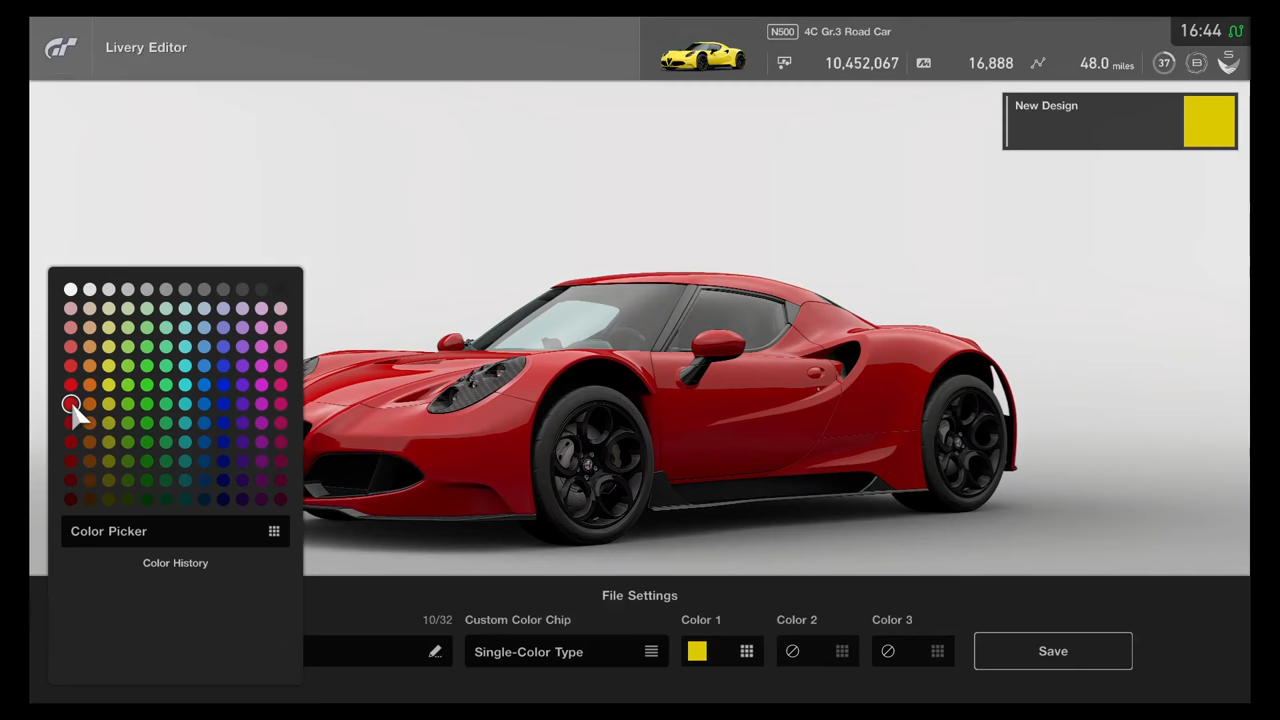 Livery Editor
N500 4C Gr.3 Road Car
16:44
10,452,067
16,888
48.0 miles
37
B
S
New Design
Color Picker
Color History
File Settings
10/32
Custom Color Chip
Color 1
Color 2
Color 3
Single-Color Type
Save